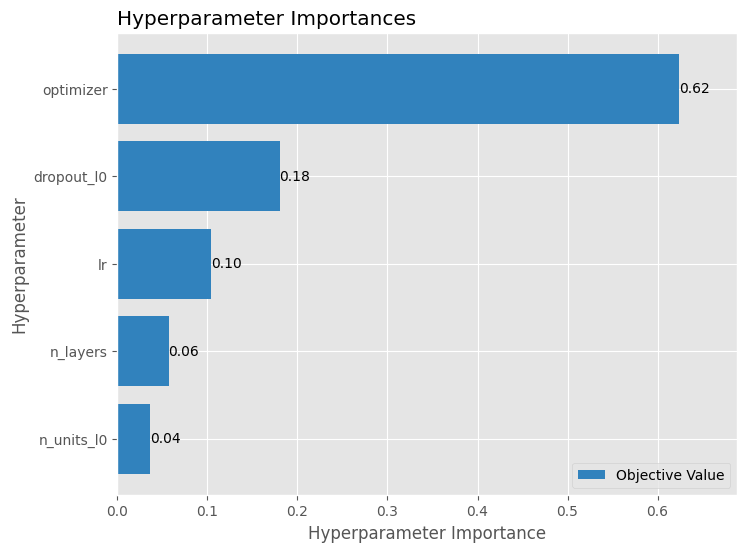 Hyperparameter Importances
Hyperparameter
optimizer
0.62
dropout_l0
0.18
lr
0.10
n_layers
0.06
n_units_l0
0.04
Objective Value
0.0 0.1 0.2 0.3 0.4 0.5 0.6
Hyperparameter Importance